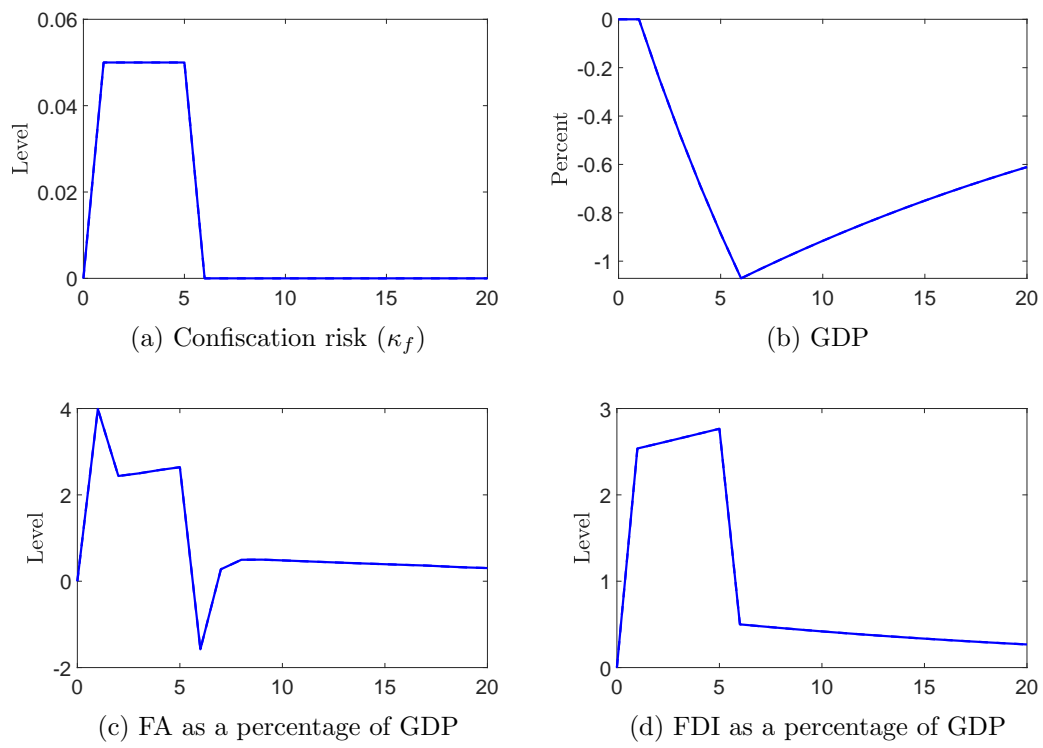 0.06
0.04
0.02
0
Level
0 5 10 15 20
(a) Confiscation risk (κf)
0
-0.2
-0.4
-0.6
-0.8
-1
Percent
0 5 10 15 20
(b) GDP
4
2
0
-2
Level
0 5 10 15 20
(c) FA as a percentage of GDP
3
2
1
0
Level
0 5 10 15 20
(d) FDI as a percentage of GDP